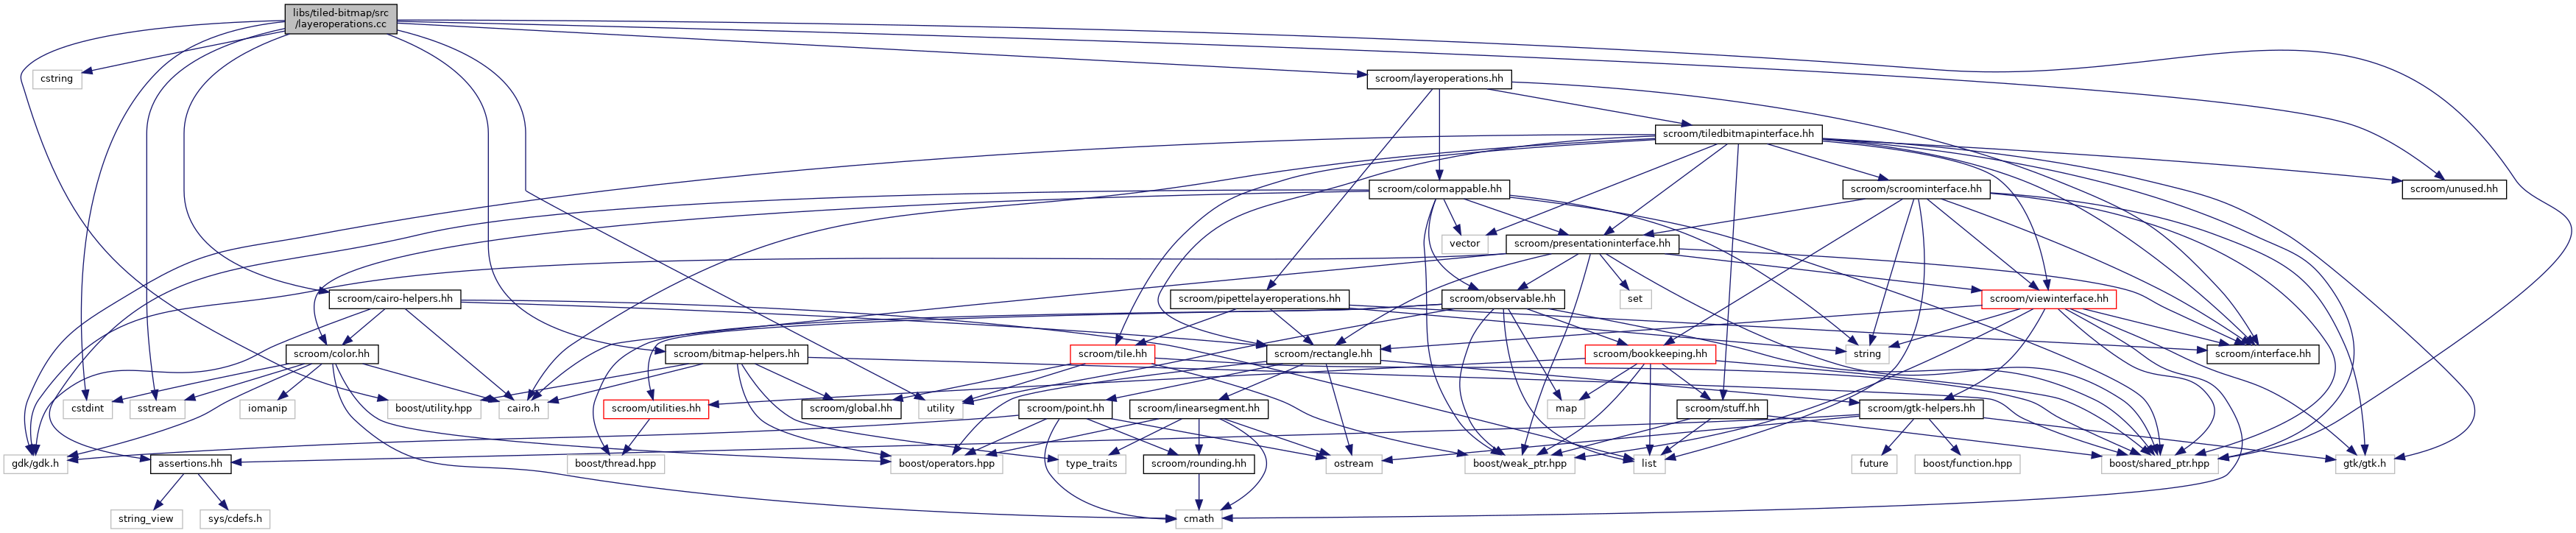 libs/tiled-bitmap/src
/layeroperations.cc
cstring
scroom/layeroperations.hh
scroom/tiledbitmapinterface.hh
scroom/colormappable.hh
scroom/scroominterface.hh
scroom/unused.hh
vector
scroom/presentationinterface.hh
scroom/cairo-helpers.hh
scroom/pipettelayeroperations.hh
scroom/observable.hh
set
scroom/viewinterface.hh
scroom/color.hh
scroom/bitmap-helpers.hh
scroom/tile.hh
scroom/rectangle.hh
scroom/bookkeeping.hh
string
scroom/interface.hh
cstdint
sstream
iomanip
boost/utility.hpp
cairo.h
scroom/utilities.hh
scroom/global.hh
utility
scroom/point.hh
scroom/linearsegment.hh
map
scroom/stuff.hh
scroom/gtk-helpers.hh
gdk/gdk.h
assertions.hh
boost/thread.hpp
boost/operators.hpp
type_traits
scroom/rounding.hh
ostream
boost/weak_ptr.hpp
list
future
boost/function.hpp
boost/shared_ptr.hpp
gtk/gtk.h
string_view
sys/cdefs.h
cmath